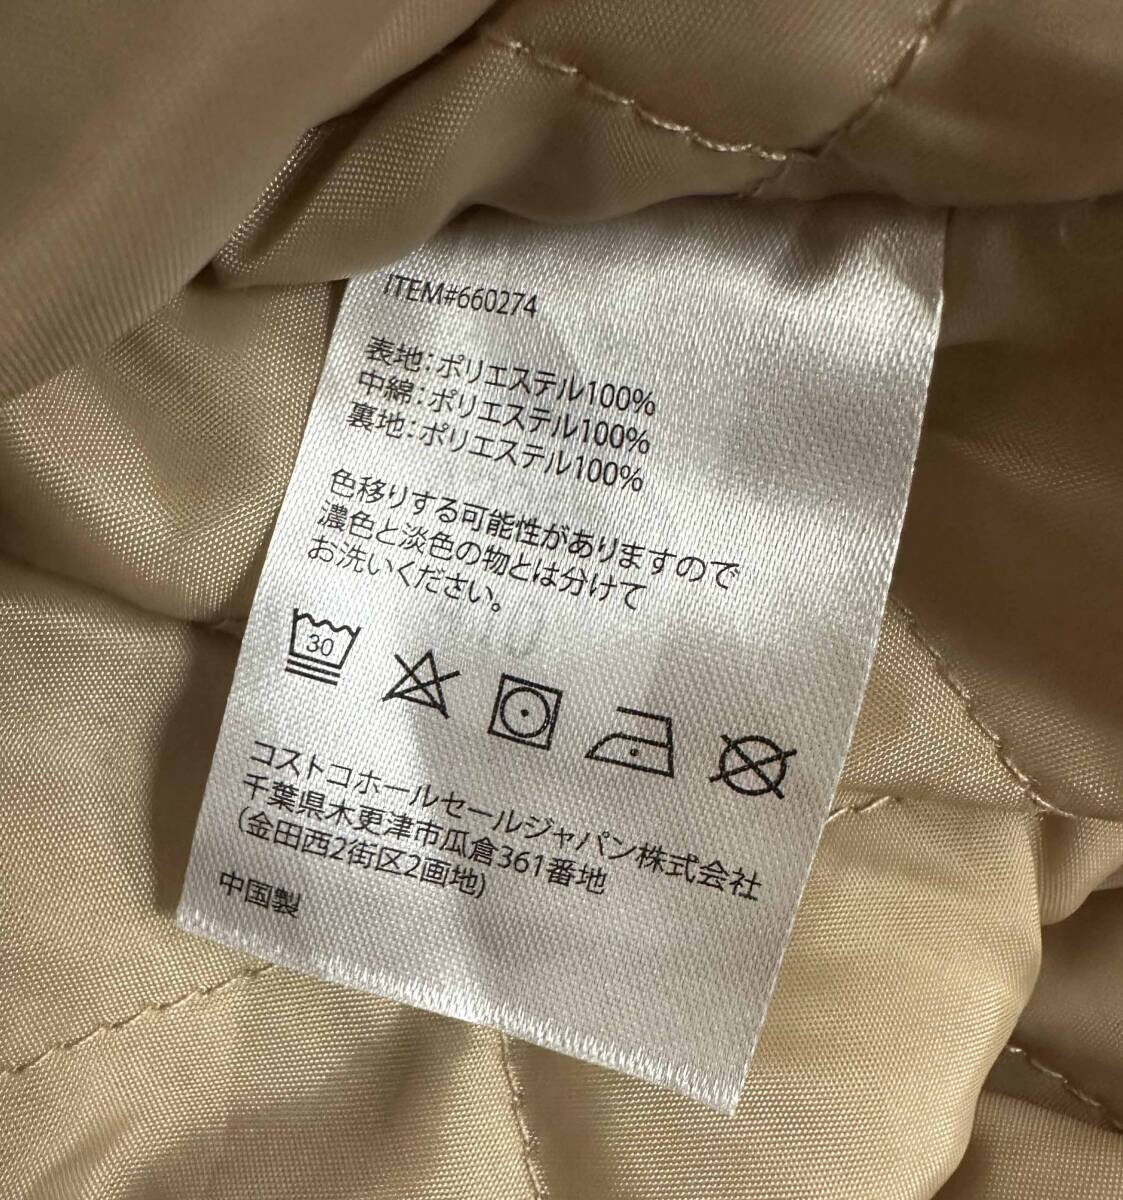 ITEM#660274
表地:ポリエステル100%
中綿:ポリエステル100%
裏地:ポリエステル100%
色移りする可能性がありますので
濃色と淡色の物とは分けて
お洗いください。
30
コストコホールセールジャパン株式会社
千葉県木更津市瓜倉361番地
(金田西2街区2画地)
中国製